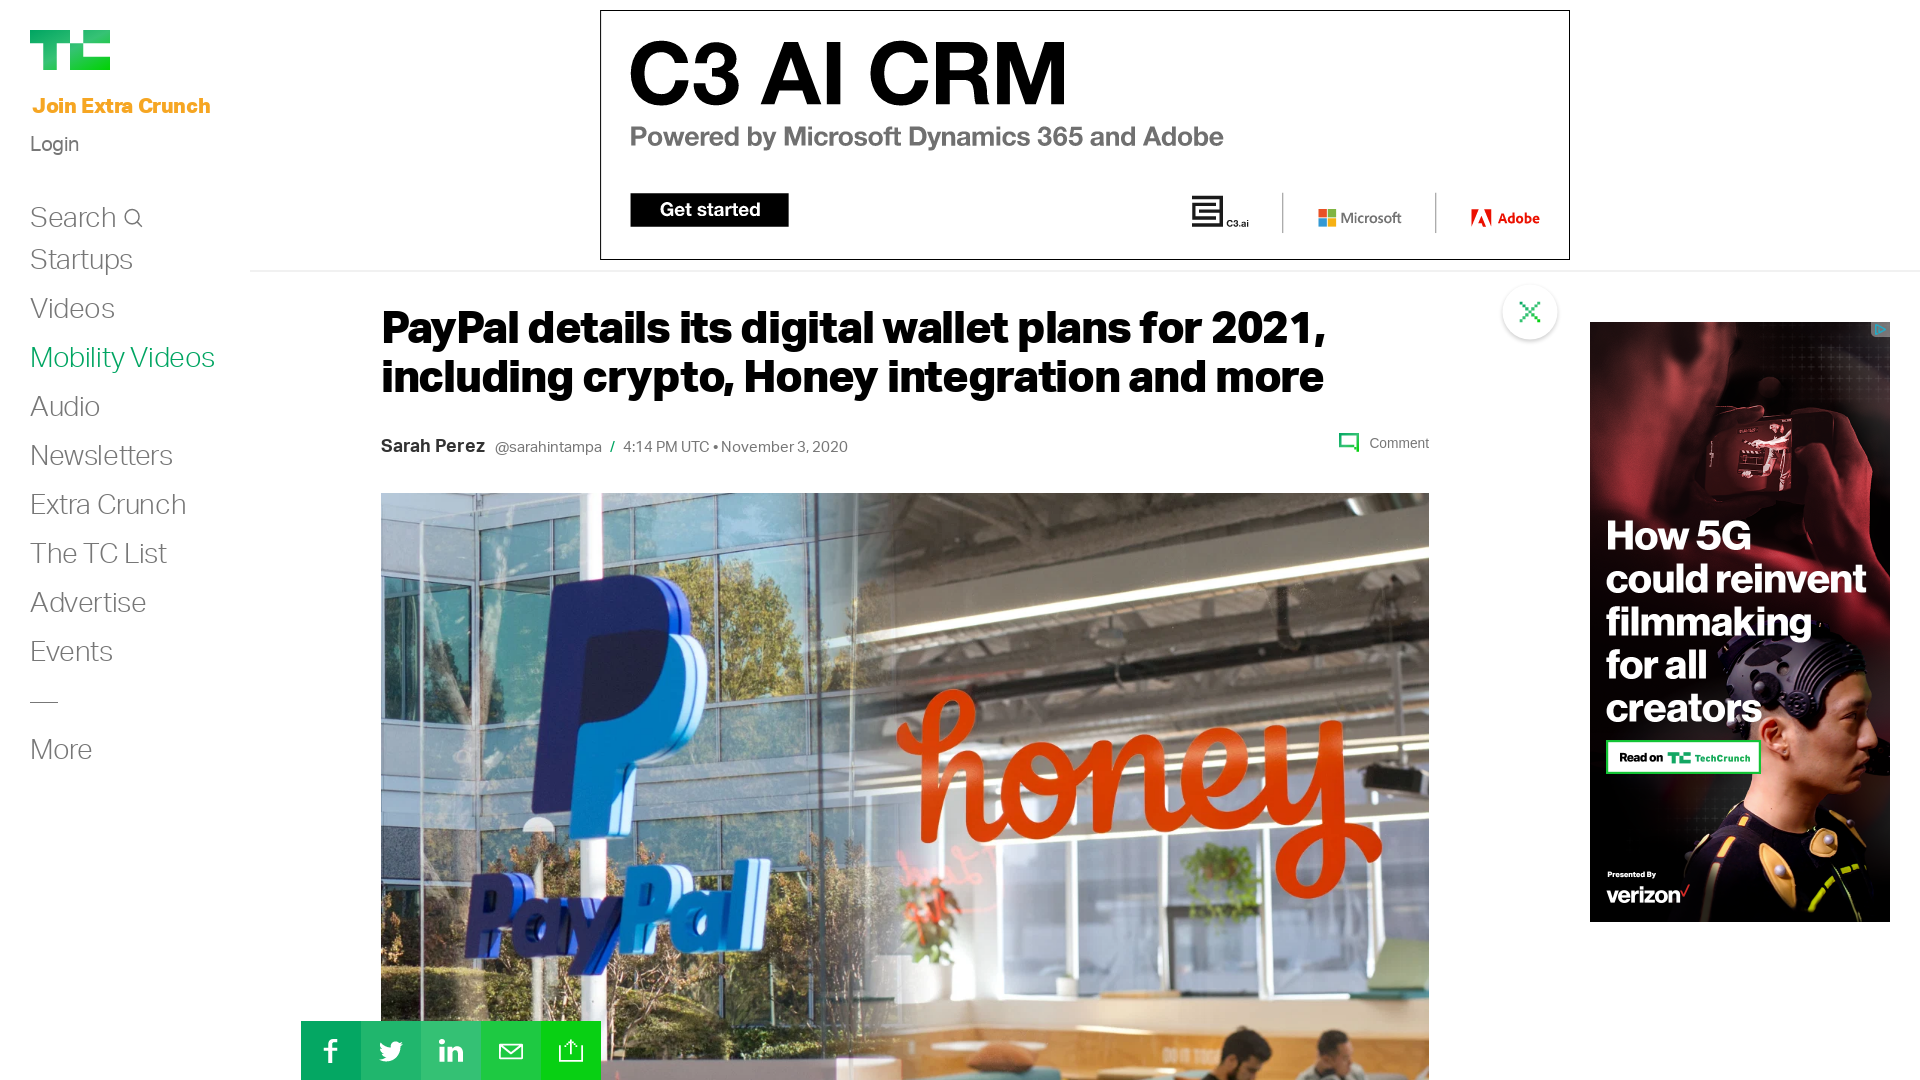 Join Extra Crunch
Login
Search
Startups
Videos
Mobility Videos
Audio
Newsletters
Extra Crunch
The TC List
Advertise
Events
More
C3 AI CRM
Powered by Microsoft Dynamics 365 and Adobe
Get started
C3.ai
Microsoft
Adobe
PayPal details its digital wallet plans for 2021,
including crypto, Honey integration and more
Sarah Perez @sarahintampa / 4:14 PM UTC • November 3, 2020
Comment
PayPal
honey
How 5G
could reinvent
filmmaking
for all
creators
Read on TC TechCrunch
Presented By
verizon✓